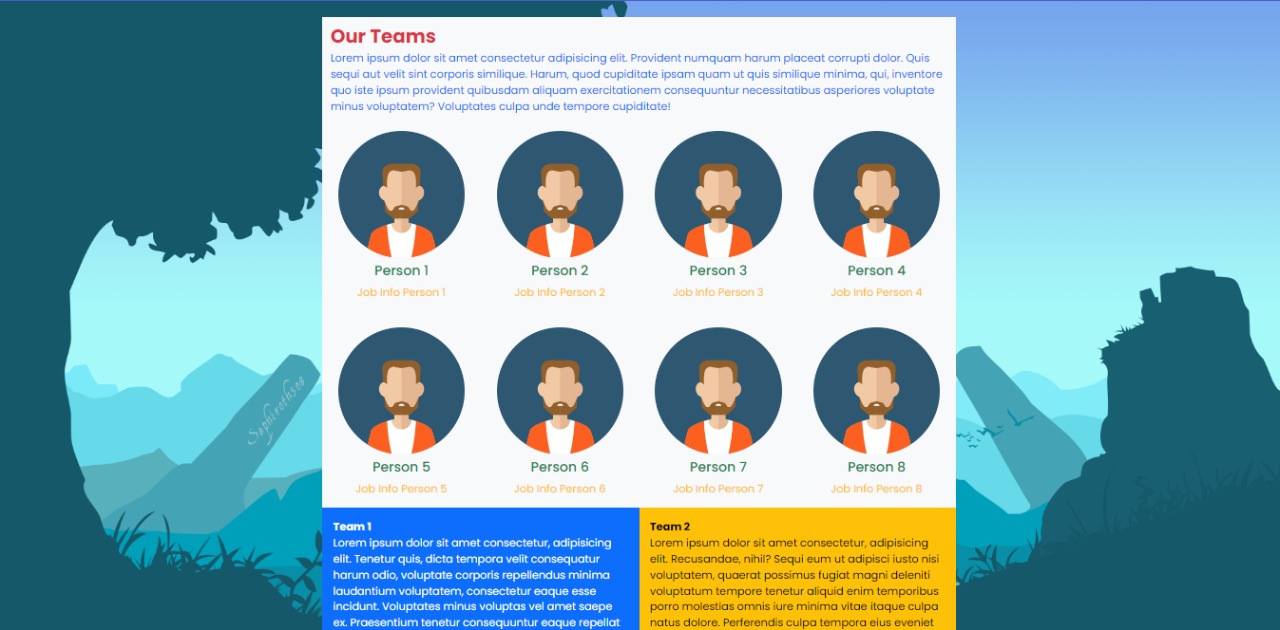 Our Teams
Lorem ipsum dolor sit amet consectetur adipisicing elit. Provident numquam harum placeat corrupti dolor. Quis
sequi aut velit sint corporis similique. Harum, quod cupiditate ipsam quam ut quis similique minima, qui, inventore
quo iste ipsum provident quibusdam aliquam exercitationem consequuntur necessitatibus asperiores voluptate
minus voluptatem? Voluptates culpa unde tempore cupiditate!
Person 1
Person 2
Person 3
Person 4
Job Info Person 1
Job Info Person 2
Job Info Person 3
Job Info Person 4
Person 5
Person 6
Person 7
Person 8
Job Info Person 5
Job Info Person 6
Job Info Person 7
Job Info Person 8
Team 1
Lorem ipsum dolor sit amet consectetur, adipisicing
elit. Tenetur quis, dicta tempora velit consequatur
harum odio, voluptate corporis repellendus minima
laudantium voluptatem, consectetur eaque esse
incidunt. Voluptates minus voluptas vel amet saepe
ex. Praesentium tenetur consequuntur eaque repellat
Team 2
Lorem ipsum dolor sit amet consectetur, adipisicing
elit. Recusandae, nihil? Sequi eum ut adipisci iusto nisi
voluptatem, quaerat possimus fugiat magni deleniti
voluptatum tempore tenetur aliquid enim temporibus
porro molestias omnis iure minima vitae itaque culpa
natus dolore. Perferendis culpa tempora eius eveniet